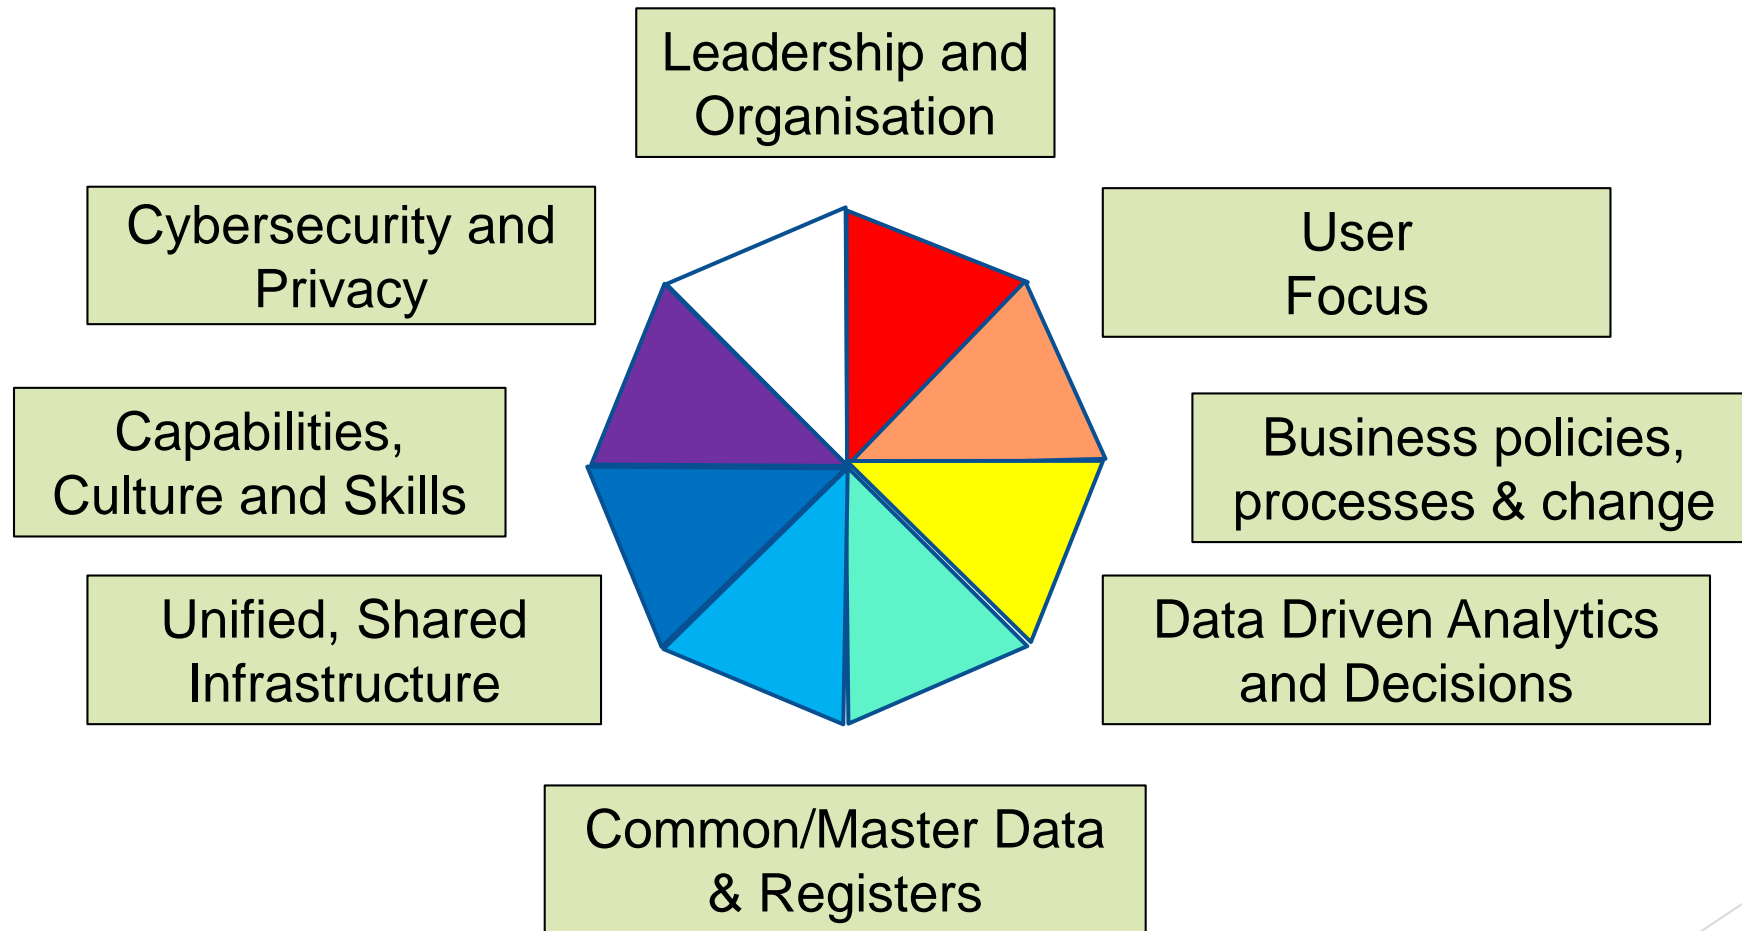 Leadership and
Organisation
Cybersecurity and
Privacy
User
Focus
Capabilities,
Culture and Skills
Business policies,
processes & change
Unified, Shared
Infrastructure
Data Driven Analytics
and Decisions
Common/Master Data
& Registers